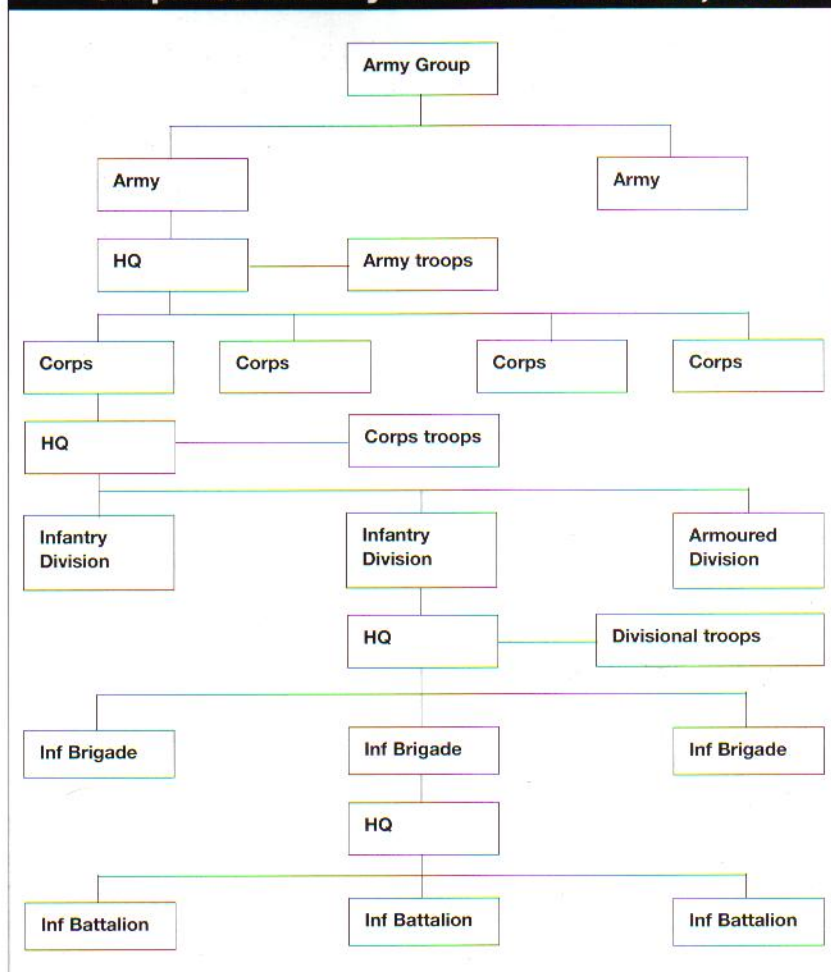 Army Group
Army
Army
HQ
Army troops
Corps
Corps
Corps
Corps
HQ
Corps troops
Infantry
Division
Infantry
Division
Armoured
Division
HQ
Divisional troops
Inf Brigade
Inf Brigade
Inf Brigade
HQ
Inf Battalion
Inf Battalion
Inf Battalion